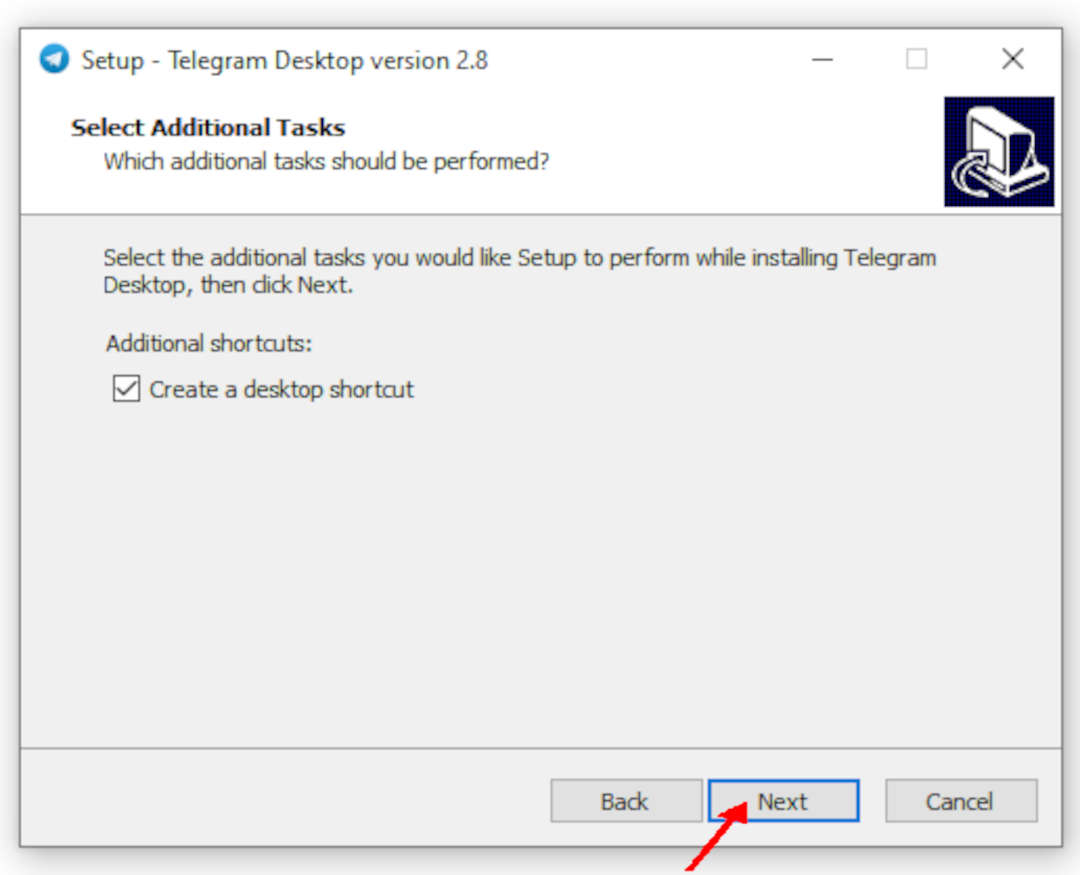 Setup - Telegram Desktop version 2.8
Select Additional Tasks
Which additional tasks should be performed?
Select the additional tasks you would like Setup to perform while installing Telegram
Desktop, then click Next.
Additional shortcuts:
Create a desktop shortcut
Back Next Cancel